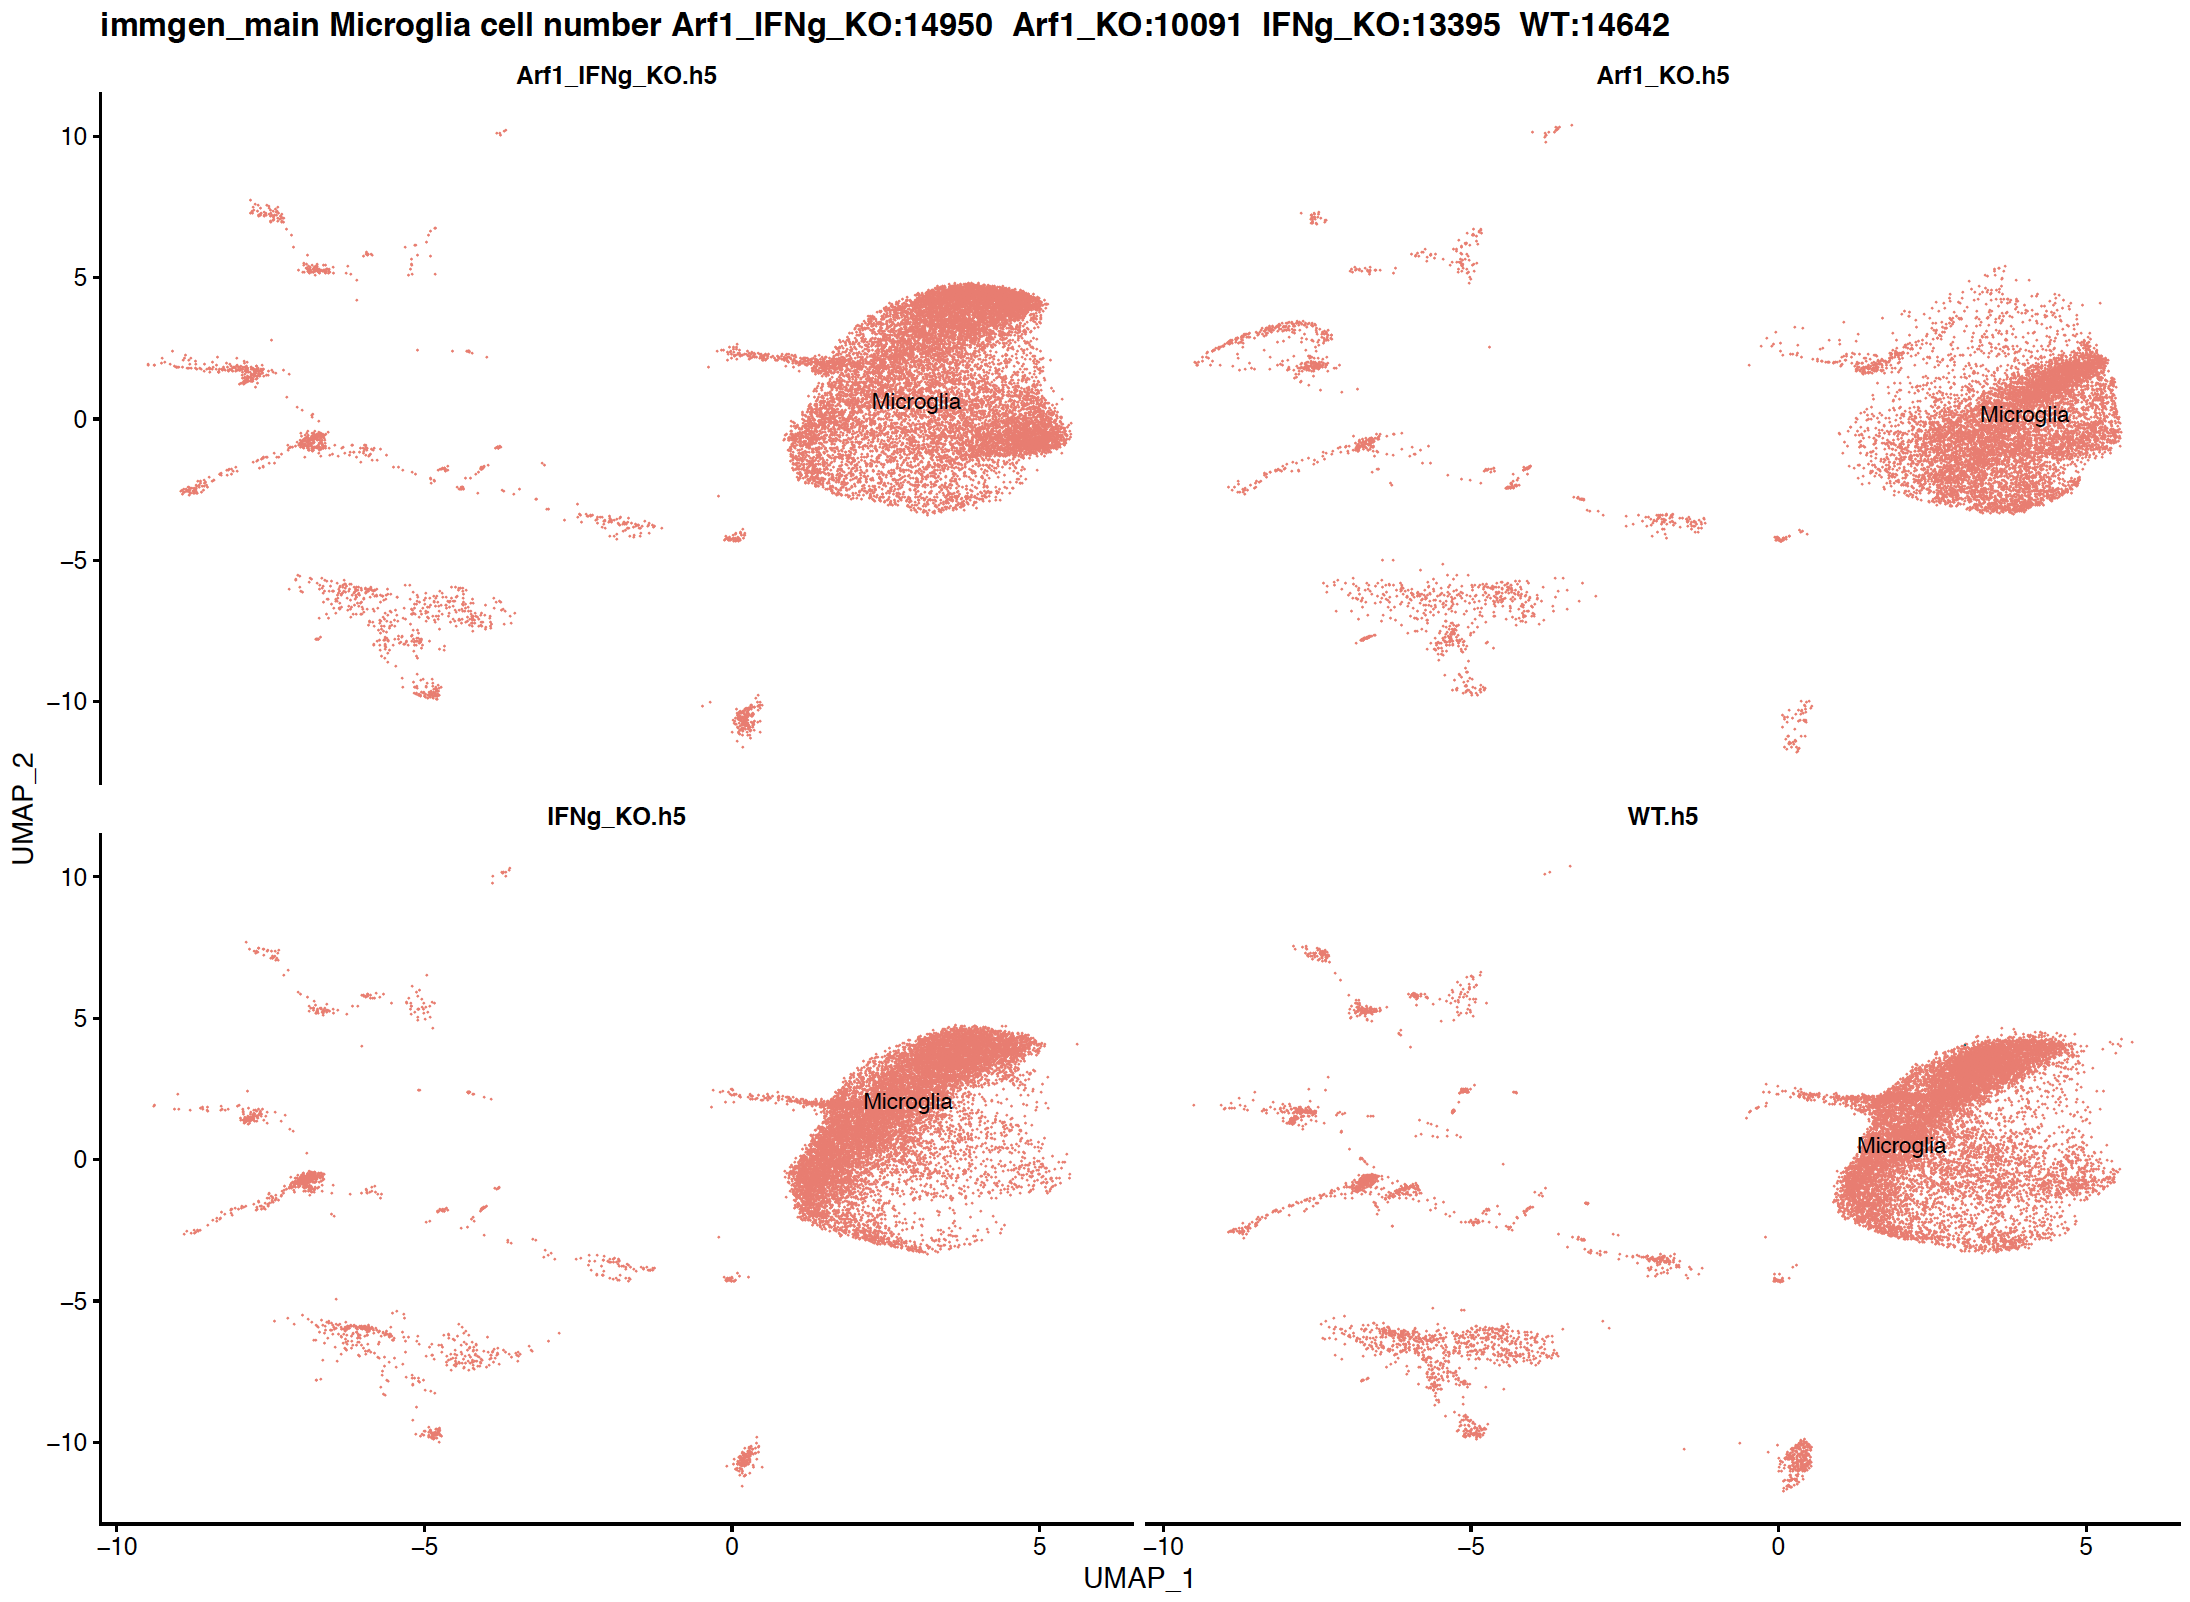 immgen_main Microglia cell number Arf1_IFNg_KO:14950 Arf1_KO:10091 IFNg_KO:13395 WT:14642
Arf1_IFNg_KO.h5
Arf1_KO.h5
10
5
0
−5
−10
Microglia
Microglia
UMAP_2
IFNg_KO.h5
WT.h5
10
5
0
−5
−10
Microglia
Microglia
−10 −5 0 5
−10 −5 0 5
UMAP_1